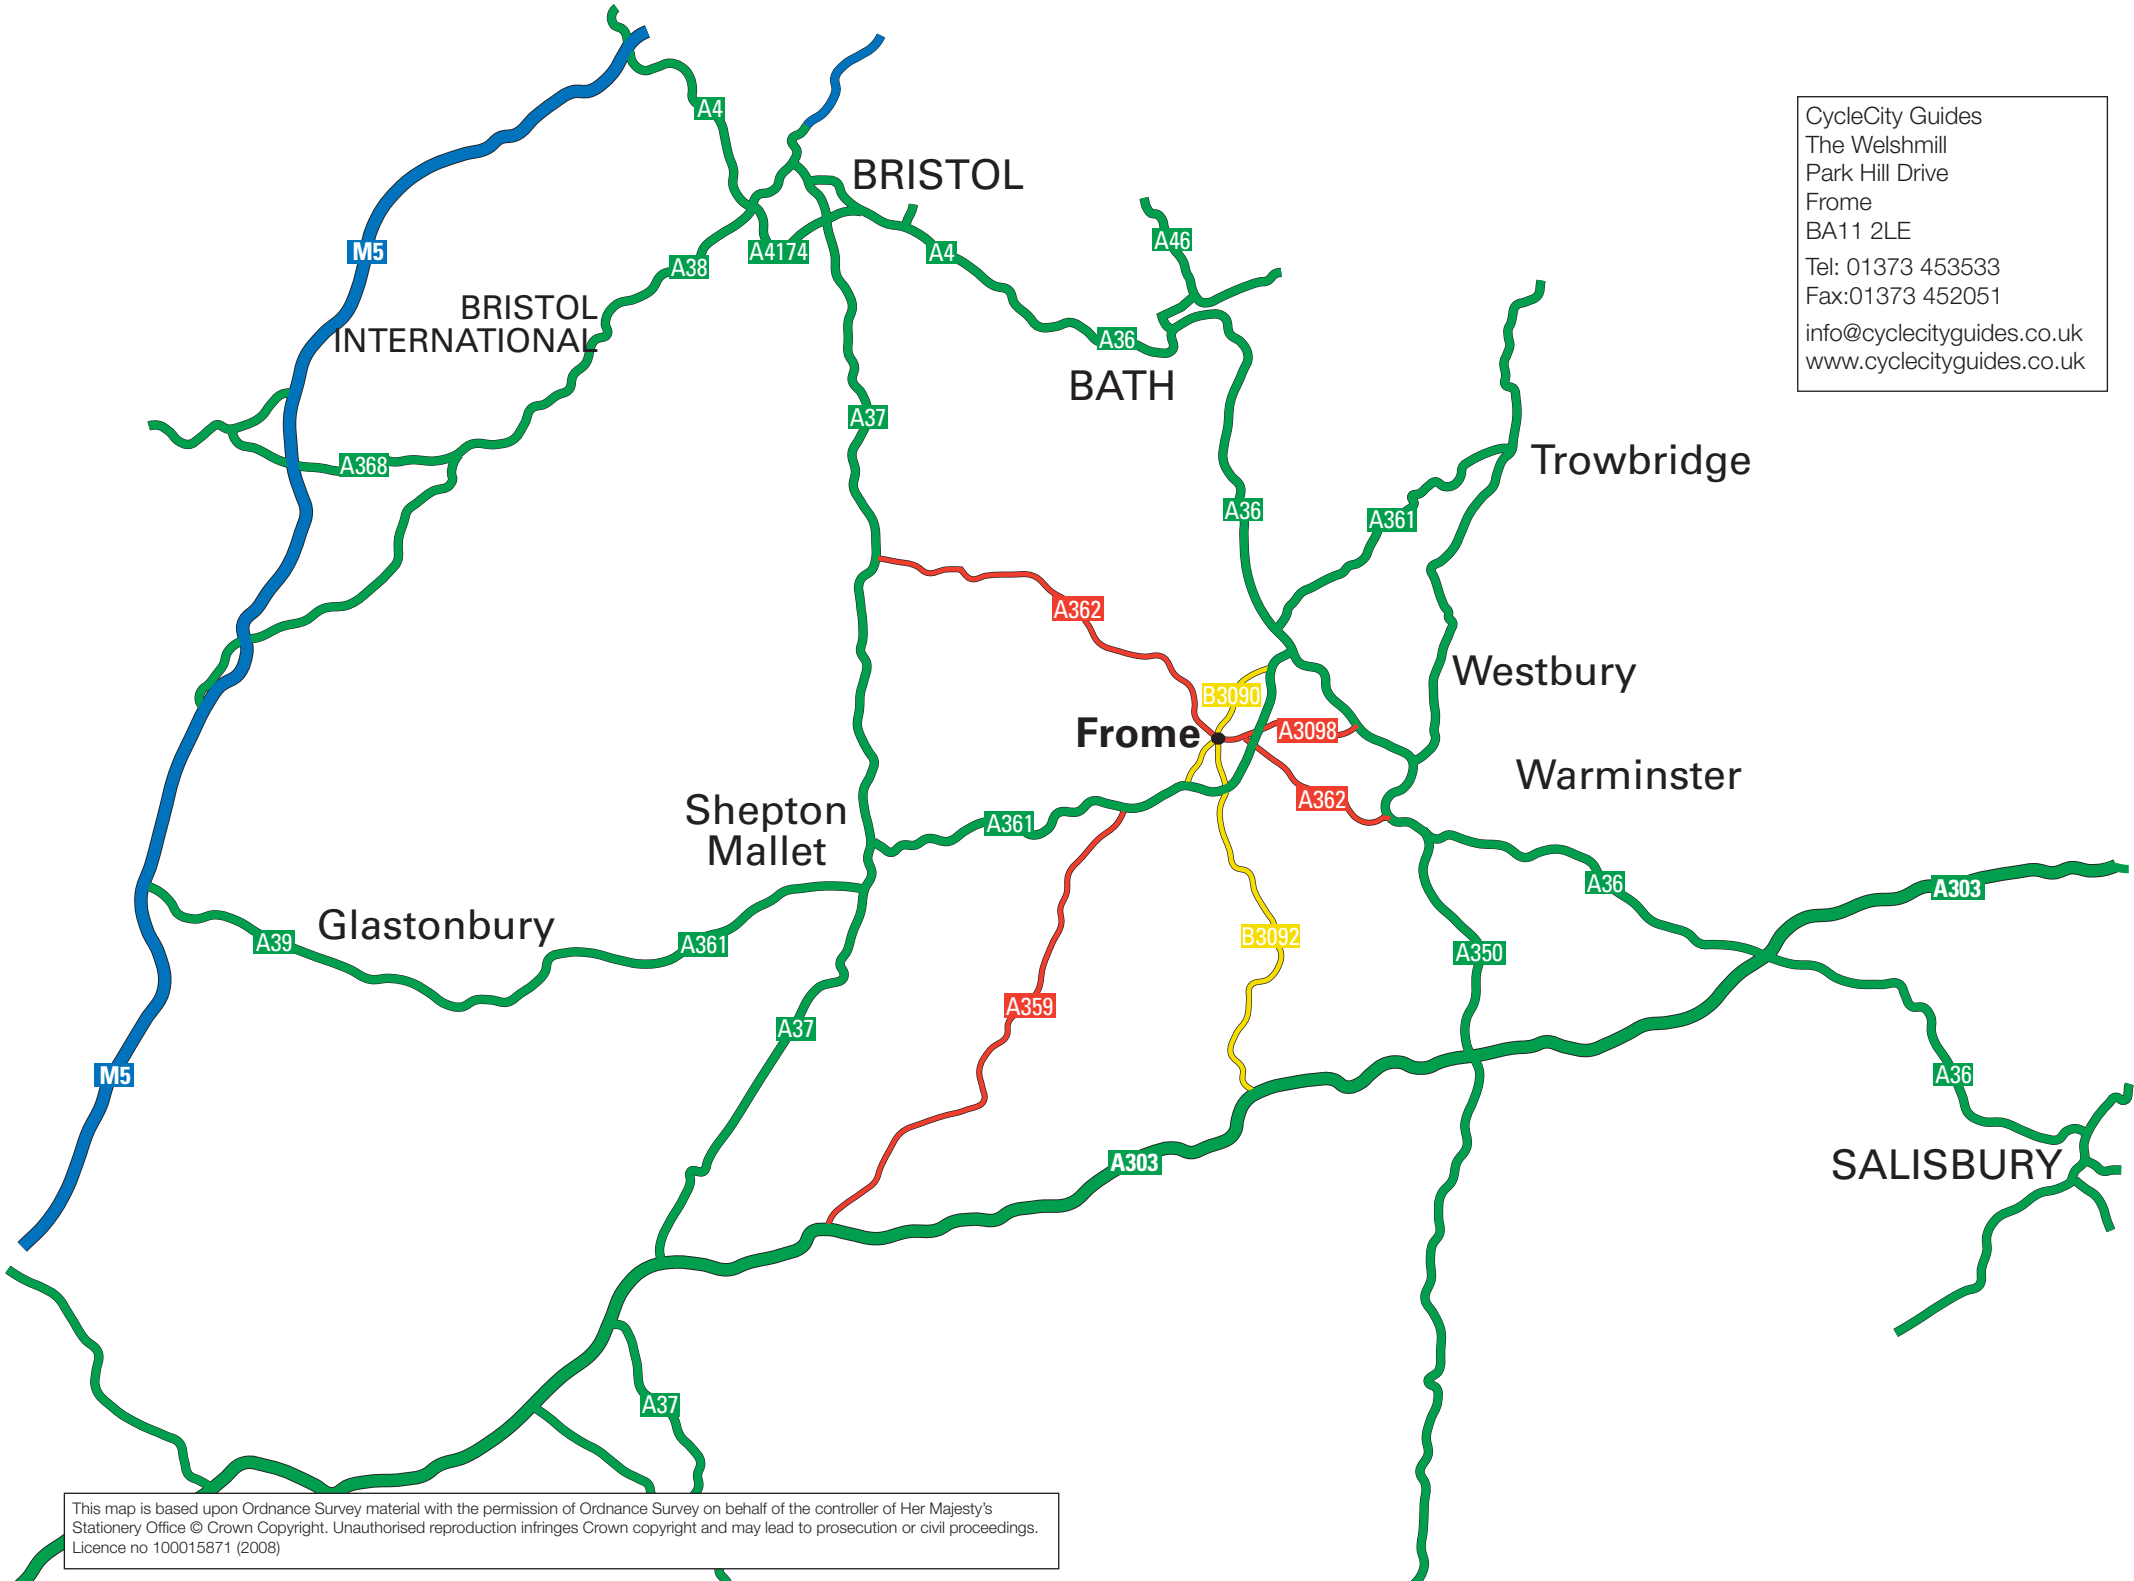 A4
BRISTOL
CycleCity Guides
The Welshmill
Park Hill Drive
Frome
BA11 2LE
Tel: 01373 453533
Fax:01373 452051
info@cyclecityguides.co.uk
www.cyclecityguides.co.uk
M5
A38
A4174
A4
A46
BRISTOL
INTERNATIONAL
A36
BATH
A37
A368
Trowbridge
A36
A361
A362
Westbury
B3090
Frome
A3098
Warminster
A362
Shepton
Mallet
A361
A36
A303
Glastonbury
A39
A361
B3092
A350
A359
A37
M5
A36
A303
SALISBURY
A37
This map is based upon Ordnance Survey material with the permission of Ordnance Survey on behalf of the controller of Her Majesty's
Stationery Office © Crown Copyright. Unauthorised reproduction infringes Crown copyright and may lead to prosecution or civil proceedings.
Licence no 100015871 (2008)